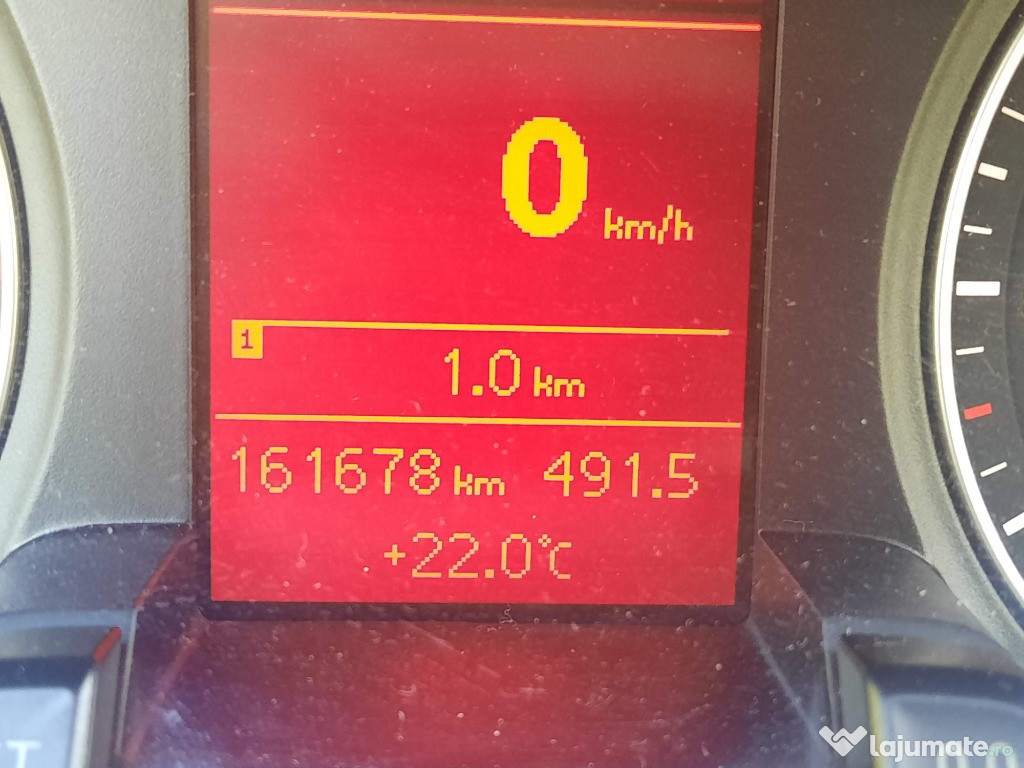 0 km/h
1
1.0 km
161678 km 491.5
+22.0°C
T
lajumate.ro